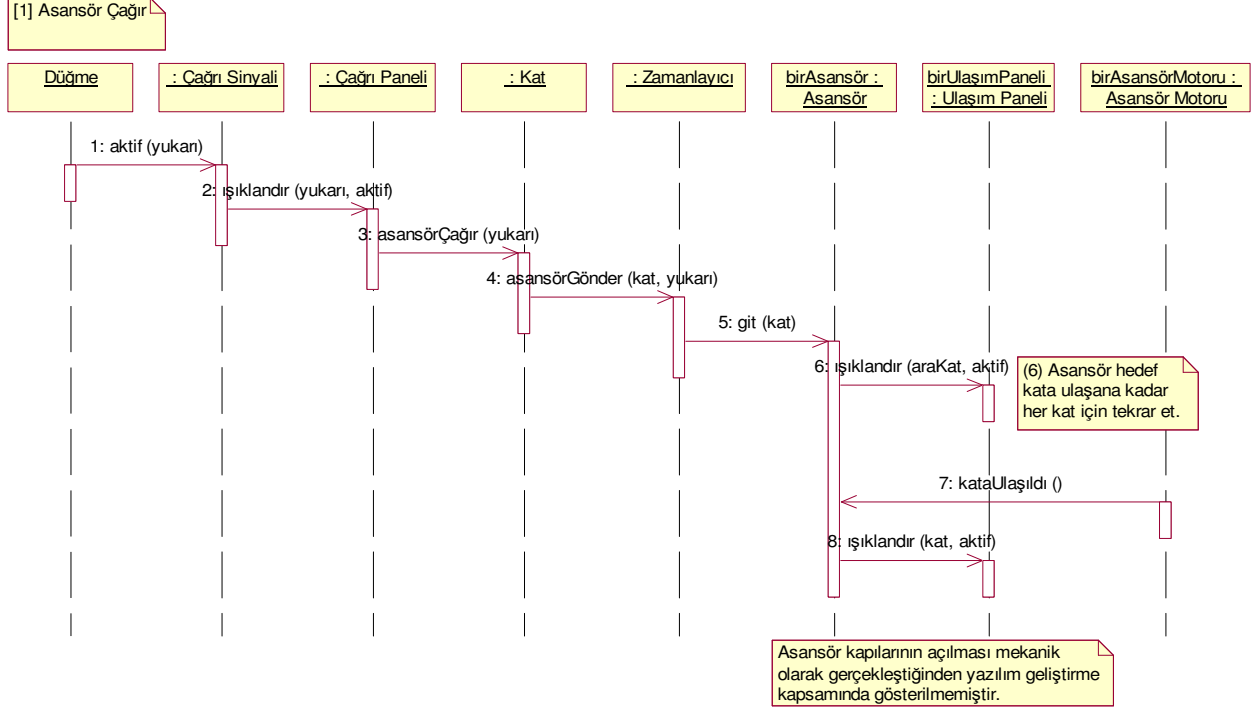 [1] Asansör Çağır
Düğme
: Çağrı Sinyali
: Çağrı Paneli
: Kat
: Zamanlayıcı
birAsansör :
Asansör
birUlaşımPaneli
: Ulaşım Paneli
birAsansörMotoru :
Asansör Motoru
1: aktif (yukarı)
2: ışıklandır (yukarı, aktif)
3: asansörÇağır (yukarı)
4: asansörGönder (kat, yukarı)
5: git (kat)
6: ışıklandır (araKat, aktif)
(6) Asansör hedef
kata ulaşana kadar
her kat için tekrar et.
7: kataUlaşıldı ()
8: ışıklandır (kat, aktif)
Asansör kapılarının açılması mekanik
olarak gerçekleştiğinden yazılım geliştirme
kapsamında gösterilmemiştir.